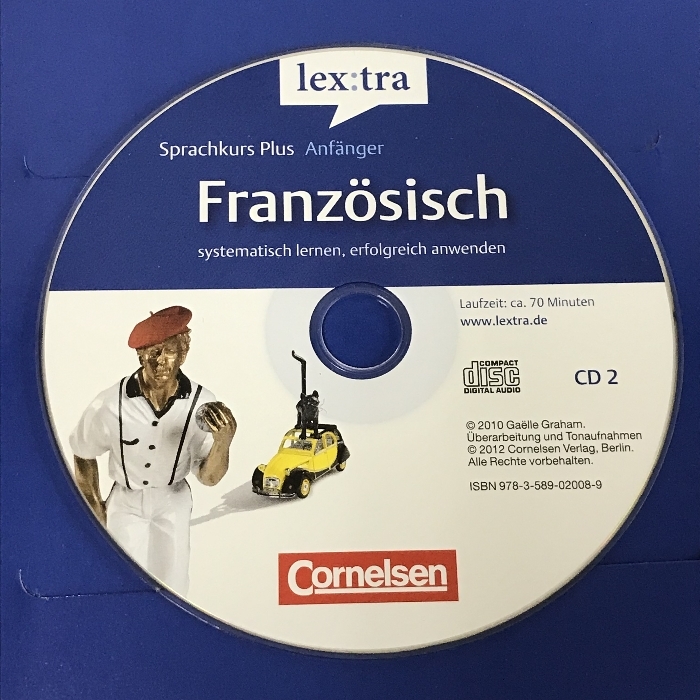 lex:tra
Sprachkurs Plus Anfänger
Französisch
systematisch lernen, erfolgreich anwenden
Laufzeit: ca. 70 Minuten
www.lextra.de
COMPACT
disc
DIGITAL AUDIO
CD 2
© 2010 Gaëlle Graham.
Überarbeitung und Tonaufnahmen
© 2012 Cornelsen Verlag, Berlin.
Alle Rechte vorbehalten.
ISBN 978-3-589-02008-9
Cornelsen